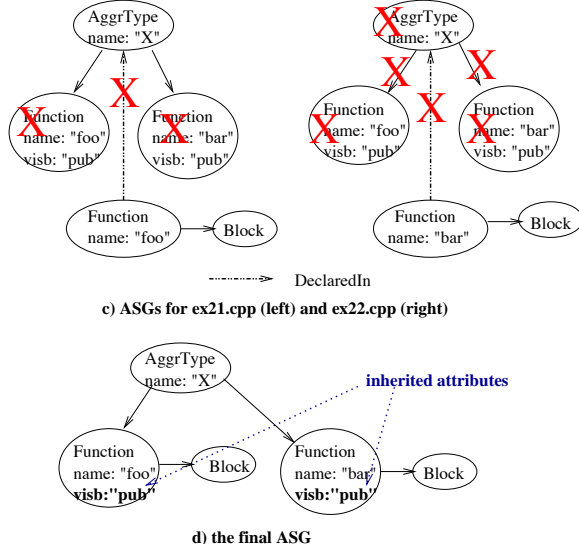 AggrType
name: "X"
X
Function
name: "foo"
visb: "pub"
X
Function
name: "bar"
visb: "pub"
X
Function
name: "foo"
Block
AggrType
name: "X"
X
X
X
X
Function
name: "foo"
visb: "pub"
X
Function
name: "bar"
visb: "pub"
X
Function
name: "bar"
Block
DeclaredIn
c) ASGs for ex21.cpp (left) and ex22.cpp (right)
AggrType
name: "X"
inherited attributes
Function
name: "foo"
visb:"pub"
Block
Function
name: "bar"
visb:"pub"
Block
d) the final ASG